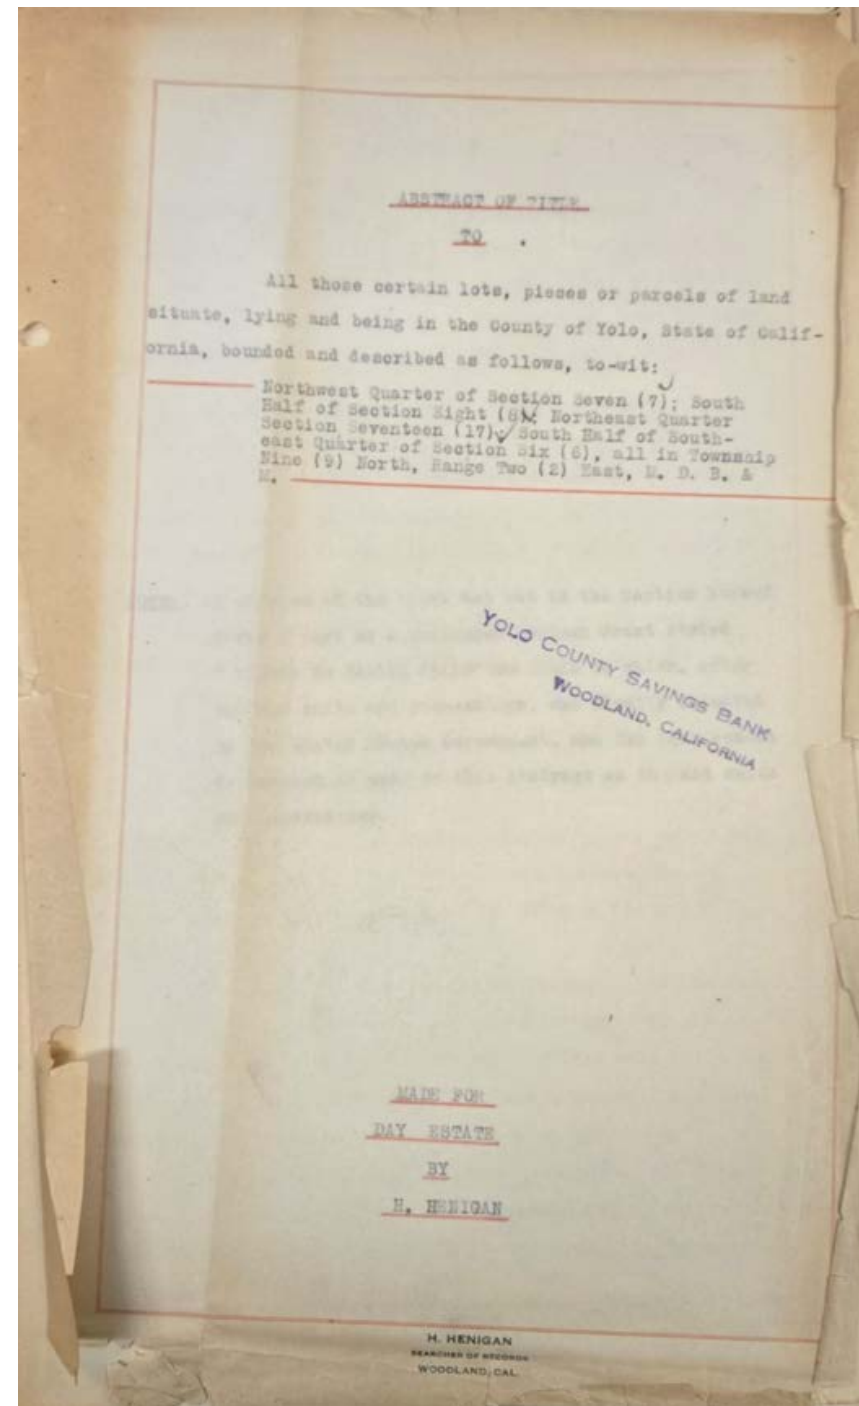 ABSTRACT OF TITLE
TO .
All those certain lots, pieces or parcels of land
situate, lying and being in the County of Yolo, State of Calif-
ornia, bounded and described as follows, to-wit:
Northwest Quarter of Section Seven (7); South
Half of Section Eight (8); Northeast Quarter
Section Seventeen (17); South Half of South-
east Quarter of Section Six (6), all in Township
Nine (9) North, Range Two (2) East, M. D. B. &
M.
YOLO COUNTY SAVINGS BANK
WOODLAND, CALIFORNIA
MADE FOR
DAY ESTATE
BY
H. HENIGAN
H. HENIGAN
SEARCHER OF RECORDS
WOODLAND, CAL.